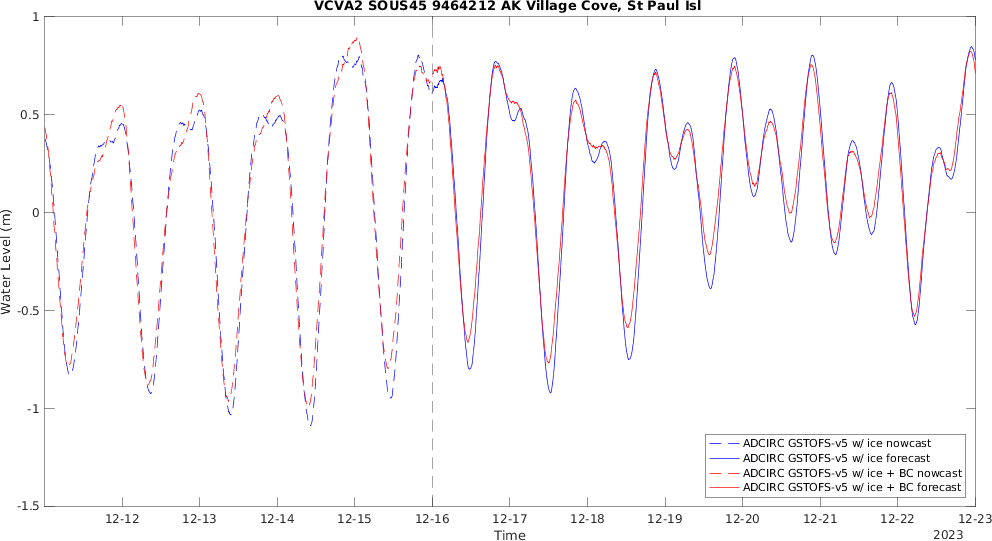 VCVA2 SOUS45 9464212 AK Village Cove, St Paul Isl
1
0.5
0
-0.5
-1
-1.5
Water Level (m)
ADCIRC GSTOFS-v5 w/ ice nowcast
ADCIRC GSTOFS-v5 w/ ice forecast
ADCIRC GSTOFS-v5 w/ ice + BC nowcast
ADCIRC GSTOFS-v5 w/ ice + BC forecast
12-12 12-13 12-14 12-15 12-16 12-17 12-18 12-19 12-20 12-21 12-22 12-23
Time
2023